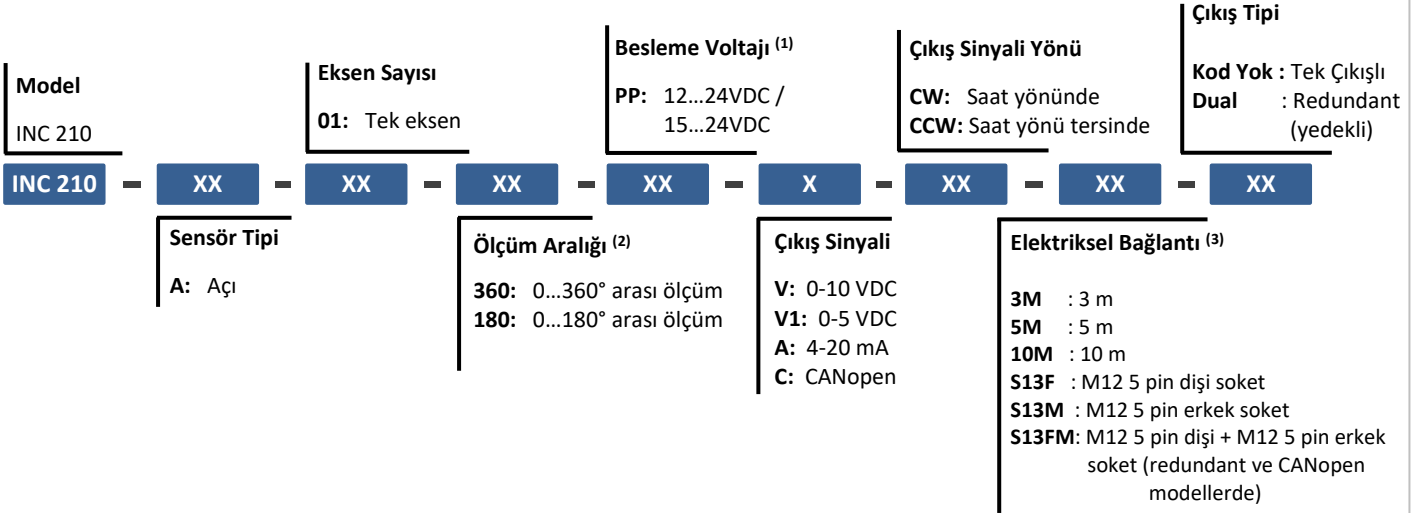 Model
INC 210
Eksen Sayısı
01: Tek eksen
Besleme Voltajı (1)
PP: 12...24VDC /
15...24VDC
Çıkış Sinyali Yönü
CW: Saat yönünde
CCW: Saat yönü tersinde
Çıkış Tipi
Kod Yok : Tek Çıkışlı
Dual : Redundant
(yedekli)
INC 210 – XX – XX – XX – XX – X – XX – XX – XX
Sensör Tipi
A: Açı
Ölçüm Aralığı (2)
360: 0...360° arası ölçüm
180: 0...180° arası ölçüm
Çıkış Sinyali
V: 0-10 VDC
V1: 0-5 VDC
A: 4-20 mA
C: CANopen
Elektriksel Bağlantı (3)
3M : 3 m
5M : 5 m
10M : 10 m
S13F : M12 5 pin dişi soket
S13M : M12 5 pin erkek soket
S13FM: M12 5 pin dişi + M12 5 pin erkek
soket (redundant ve CANopen
modellerde)